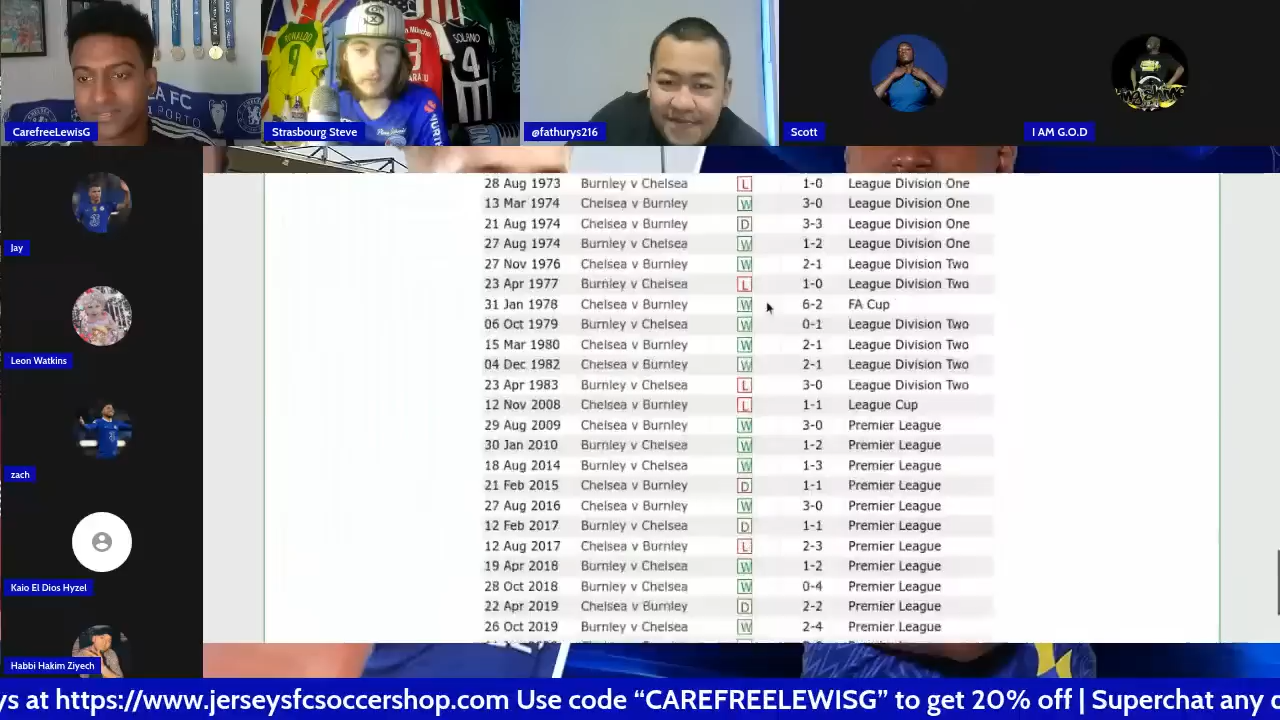 RONALDO
9
SOLANO
4
CarefreeLewisG
Strasbourg Steve
@fathurys216
Scott
I AM G.O.D
Jay
Leon Watkins
zach
Kaio El Dios Hyzel
Habbi Hakim Ziyech
28 Aug 1973 Burnley v Chelsea L 1-0 League Division One
13 Mar 1974 Chelsea v Burnley W 3-0 League Division One
21 Aug 1974 Chelsea v Burnley D 3-3 League Division One
27 Aug 1974 Burnley v Chelsea W 1-2 League Division One
27 Nov 1976 Chelsea v Burnley W 2-1 League Division Two
23 Apr 1977 Burnley v Chelsea L 1-0 League Division Two
31 Jan 1978 Chelsea v Burnley W 6-2 FA Cup
06 Oct 1979 Burnley v Chelsea W 0-1 League Division Two
15 Mar 1980 Chelsea v Burnley W 2-1 League Division Two
04 Dec 1982 Chelsea v Burnley W 2-1 League Division Two
23 Apr 1983 Burnley v Chelsea L 3-0 League Division Two
12 Nov 2008 Chelsea v Burnley L 1-1 League Cup
29 Aug 2009 Chelsea v Burnley W 3-0 Premier League
30 Jan 2010 Burnley v Chelsea W 1-2 Premier League
18 Aug 2014 Burnley v Chelsea W 1-3 Premier League
21 Feb 2015 Chelsea v Burnley D 1-1 Premier League
27 Aug 2016 Chelsea v Burnley W 3-0 Premier League
12 Feb 2017 Burnley v Chelsea D 1-1 Premier League
12 Aug 2017 Chelsea v Burnley L 2-3 Premier League
19 Apr 2018 Burnley v Chelsea W 1-2 Premier League
28 Oct 2018 Burnley v Chelsea W 0-4 Premier League
22 Apr 2019 Chelsea v Burnley D 2-2 Premier League
26 Oct 2019 Burnley v Chelsea W 2-4 Premier League
ys at https://www.jerseysfcsoccershop.com Use code “CAREFREELEWISG” to get 20% off | Superchat any